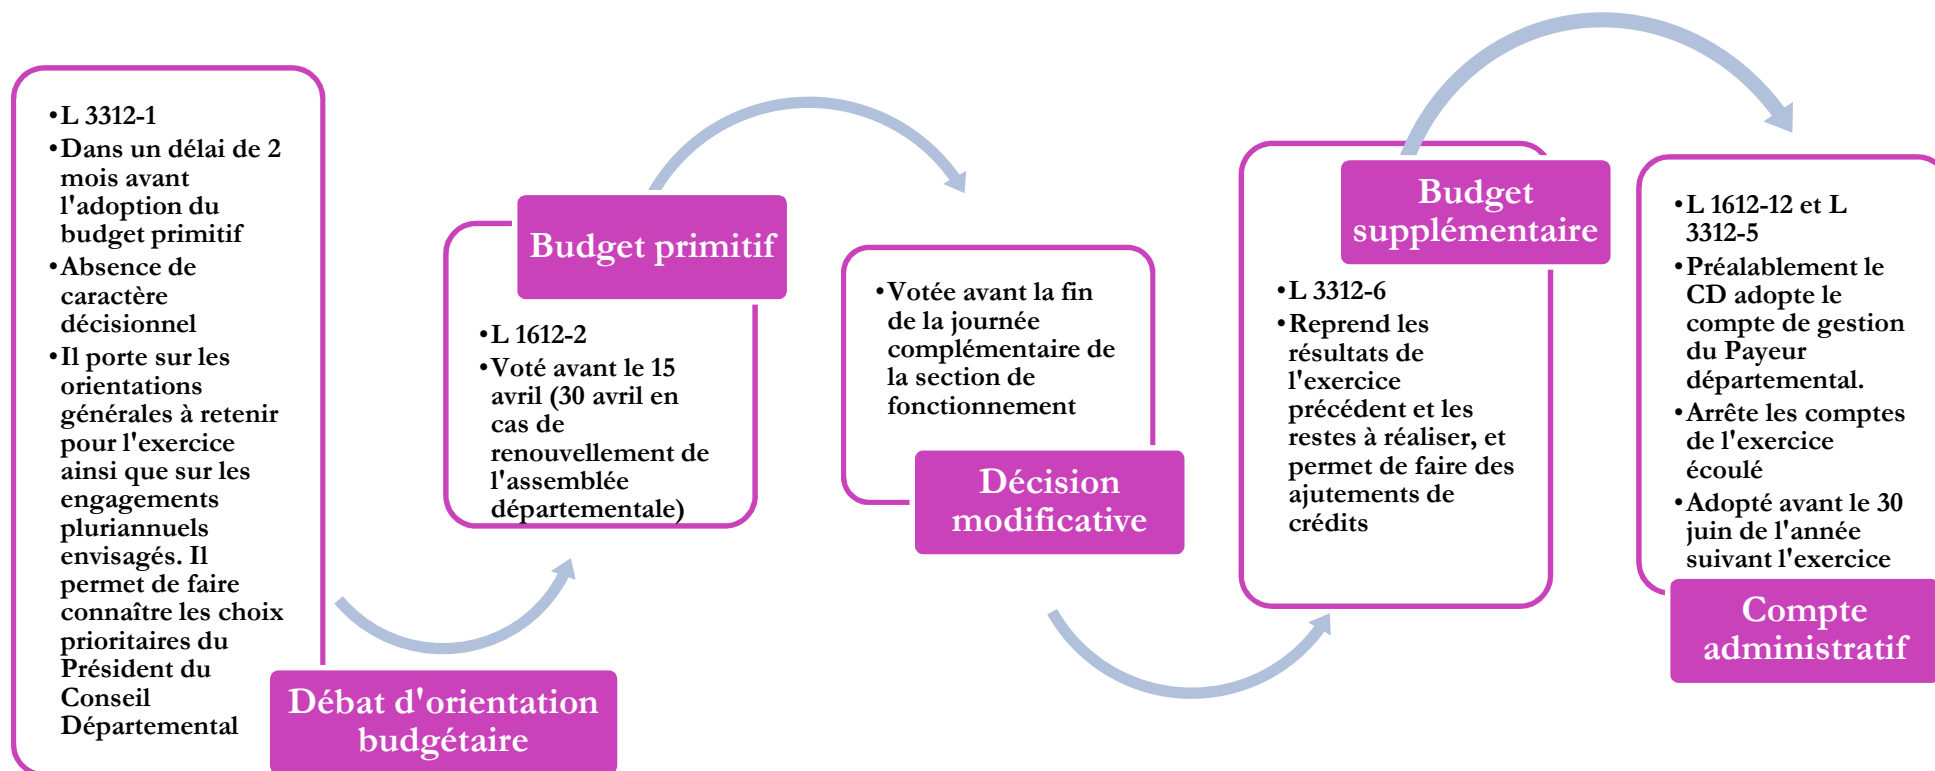 •L 3312-1
•Dans un délai de 2
mois avant
l'adoption du
budget primitif
•Absence de
caractère
décisionnel
•Il porte sur les
orientations
générales à retenir
pour l'exercice
ainsi que sur les
engagements
pluriannuels
envisagés. Il
permet de faire
connaître les choix
prioritaires du
Président du
Conseil
Départemental
Débat d'orientation
budgétaire
Budget primitif
•L 1612-2
•Voté avant le 15
avril (30 avril en
cas de
renouvellement de
l'assemblée
départementale)
•Votée avant la fin
de la journée
complémentaire de
la section de
fonctionnement
Décision
modificative
Budget
supplémentaire
•L 3312-6
•Reprend les
résultats de
l'exercice
précédent et les
restes à réaliser, et
permet de faire des
ajutements de
crédits
•L 1612-12 et L
3312-5
•Préalablement le
CD adopte le
compte de gestion
du Payeur
départemental.
•Arrête les comptes
de l'exercice
écoulé
•Adopté avant le 30
juin de l'année
suivant l'exercice
Compte
administratif